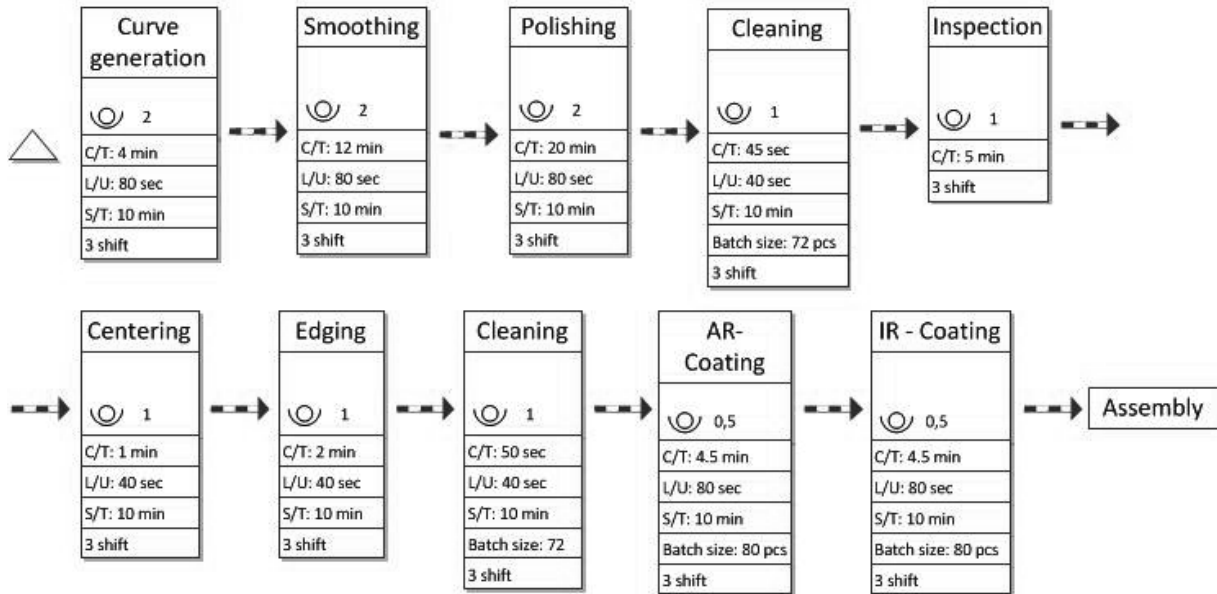 Curve
generation
2
C/T: 4 min
L/U: 80 sec
S/T: 10 min
3 shift
Smoothing
2
C/T: 12 min
L/U: 80 sec
S/T: 10 min
3 shift
Polishing
2
C/T: 20 min
L/U: 80 sec
S/T: 10 min
3 shift
Cleaning
1
C/T: 45 sec
L/U: 40 sec
S/T: 10 min
Batch size: 72 pcs
3 shift
Inspection
1
C/T: 5 min
3 shift
Centering
1
C/T: 1 min
L/U: 40 sec
S/T: 10 min
3 shift
Edging
1
C/T: 2 min
L/U: 40 sec
S/T: 10 min
3 shift
Cleaning
1
C/T: 50 sec
L/U: 40 sec
S/T: 10 min
Batch size: 72
3 shift
AR-
Coating
0,5
C/T: 4.5 min
L/U: 80 sec
S/T: 10 min
Batch size: 80 pcs
3 shift
IR - Coating
0,5
C/T: 4.5 min
L/U: 80 sec
S/T: 10 min
Batch size: 80 pcs
3 shift
Assembly